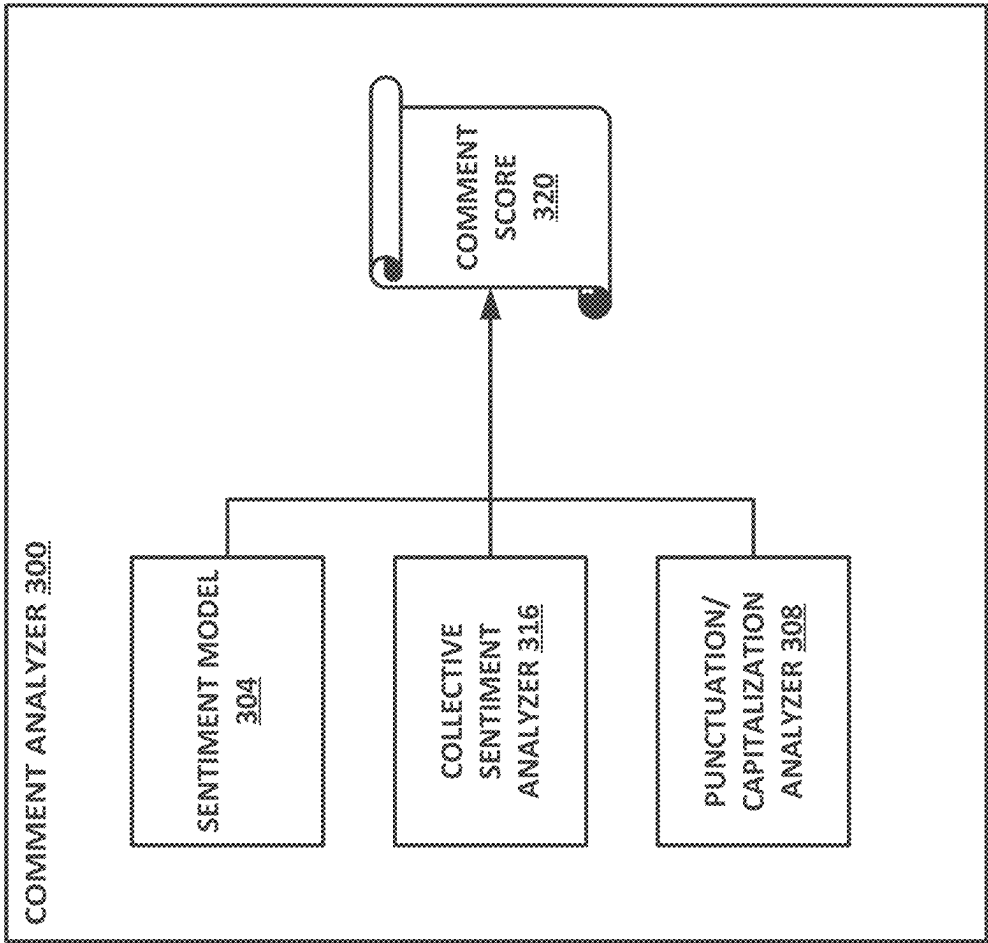 COMMENT ANALYZER 300
SENTIMENT MODEL
304
COLLECTIVE
SENTIMENT
ANALYZER 316
PUNCTUATION/
CAPITALIZATION
ANALYZER 308
COMMENT
SCORE
320